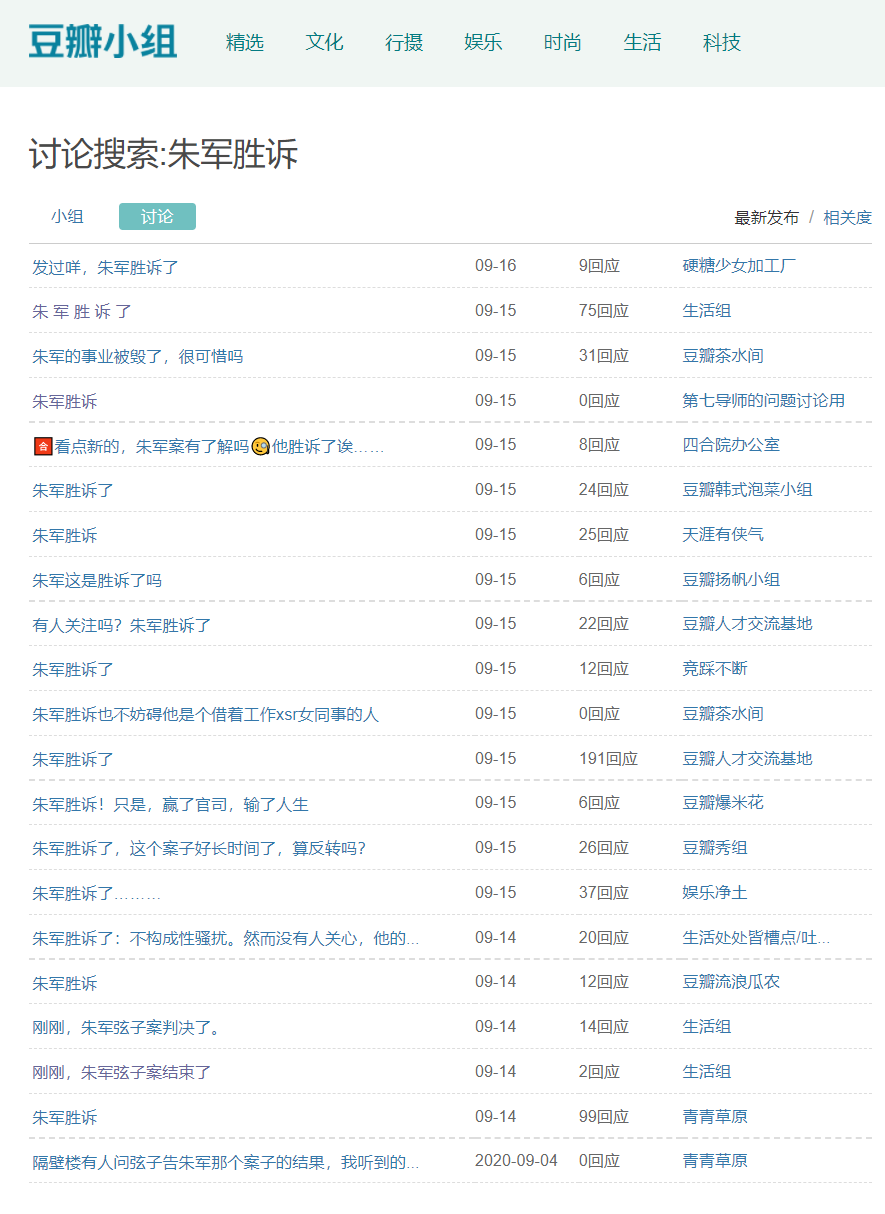 豆瓣小组 精选 文化 行摄 娱乐 时尚 生活 科技
讨论搜索:朱军胜诉
小组 讨论 最新发布 / 相关度
发过咩，朱军胜诉了 09-16 9回应 硬糖少女加工厂
朱 军 胜 诉 了 09-15 75回应 生活组
朱军的事业被毁了，很可惜吗 09-15 31回应 豆瓣茶水间
朱军胜诉 09-15 0回应 第七导师的问题讨论用
🈴看点新的，朱军案有了解吗🧐他胜诉了诶…… 09-15 8回应 四合院办公室
朱军胜诉了 09-15 24回应 豆瓣韩式泡菜小组
朱军胜诉 09-15 25回应 天涯有侠气
朱军这是胜诉了吗 09-15 6回应 豆瓣扬帆小组
有人关注吗？朱军胜诉了 09-15 22回应 豆瓣人才交流基地
朱军胜诉了 09-15 12回应 竞踩不断
朱军胜诉也不妨碍他是个借着工作xsr女同事的人 09-15 0回应 豆瓣茶水间
朱军胜诉了 09-15 191回应 豆瓣人才交流基地
朱军胜诉！只是，赢了官司，输了人生 09-15 6回应 豆瓣爆米花
朱军胜诉了，这个案子好长时间了，算反转吗？ 09-15 26回应 豆瓣秀组
朱军胜诉了……… 09-15 37回应 娱乐净土
朱军胜诉了：不构成性骚扰。然而没有人关心，他的... 09-14 20回应 生活处处皆槽点/吐...
朱军胜诉 09-14 12回应 豆瓣流浪瓜农
刚刚，朱军弦子案判决了。 09-14 14回应 生活组
刚刚，朱军弦子案结束了 09-14 2回应 生活组
朱军胜诉 09-14 99回应 青青草原
隔壁楼有人问弦子告朱军那个案子的结果，我听到的... 2020-09-04 0回应 青青草原